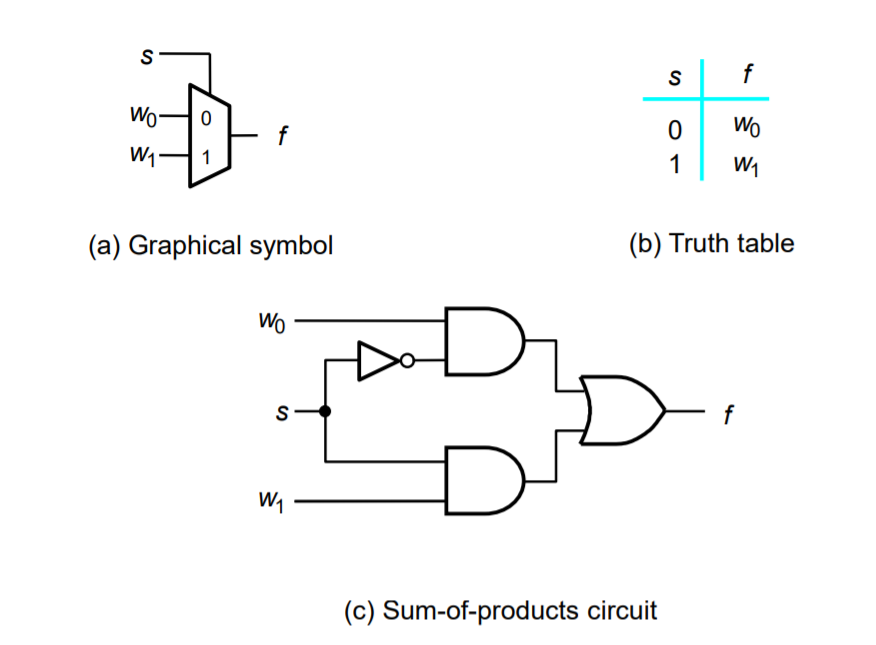 s
w0
w1
0
1
f
(a) Graphical symbol
s f
0 w0
1 w1
(b) Truth table
w0
s
w1
f
(c) Sum-of-products circuit